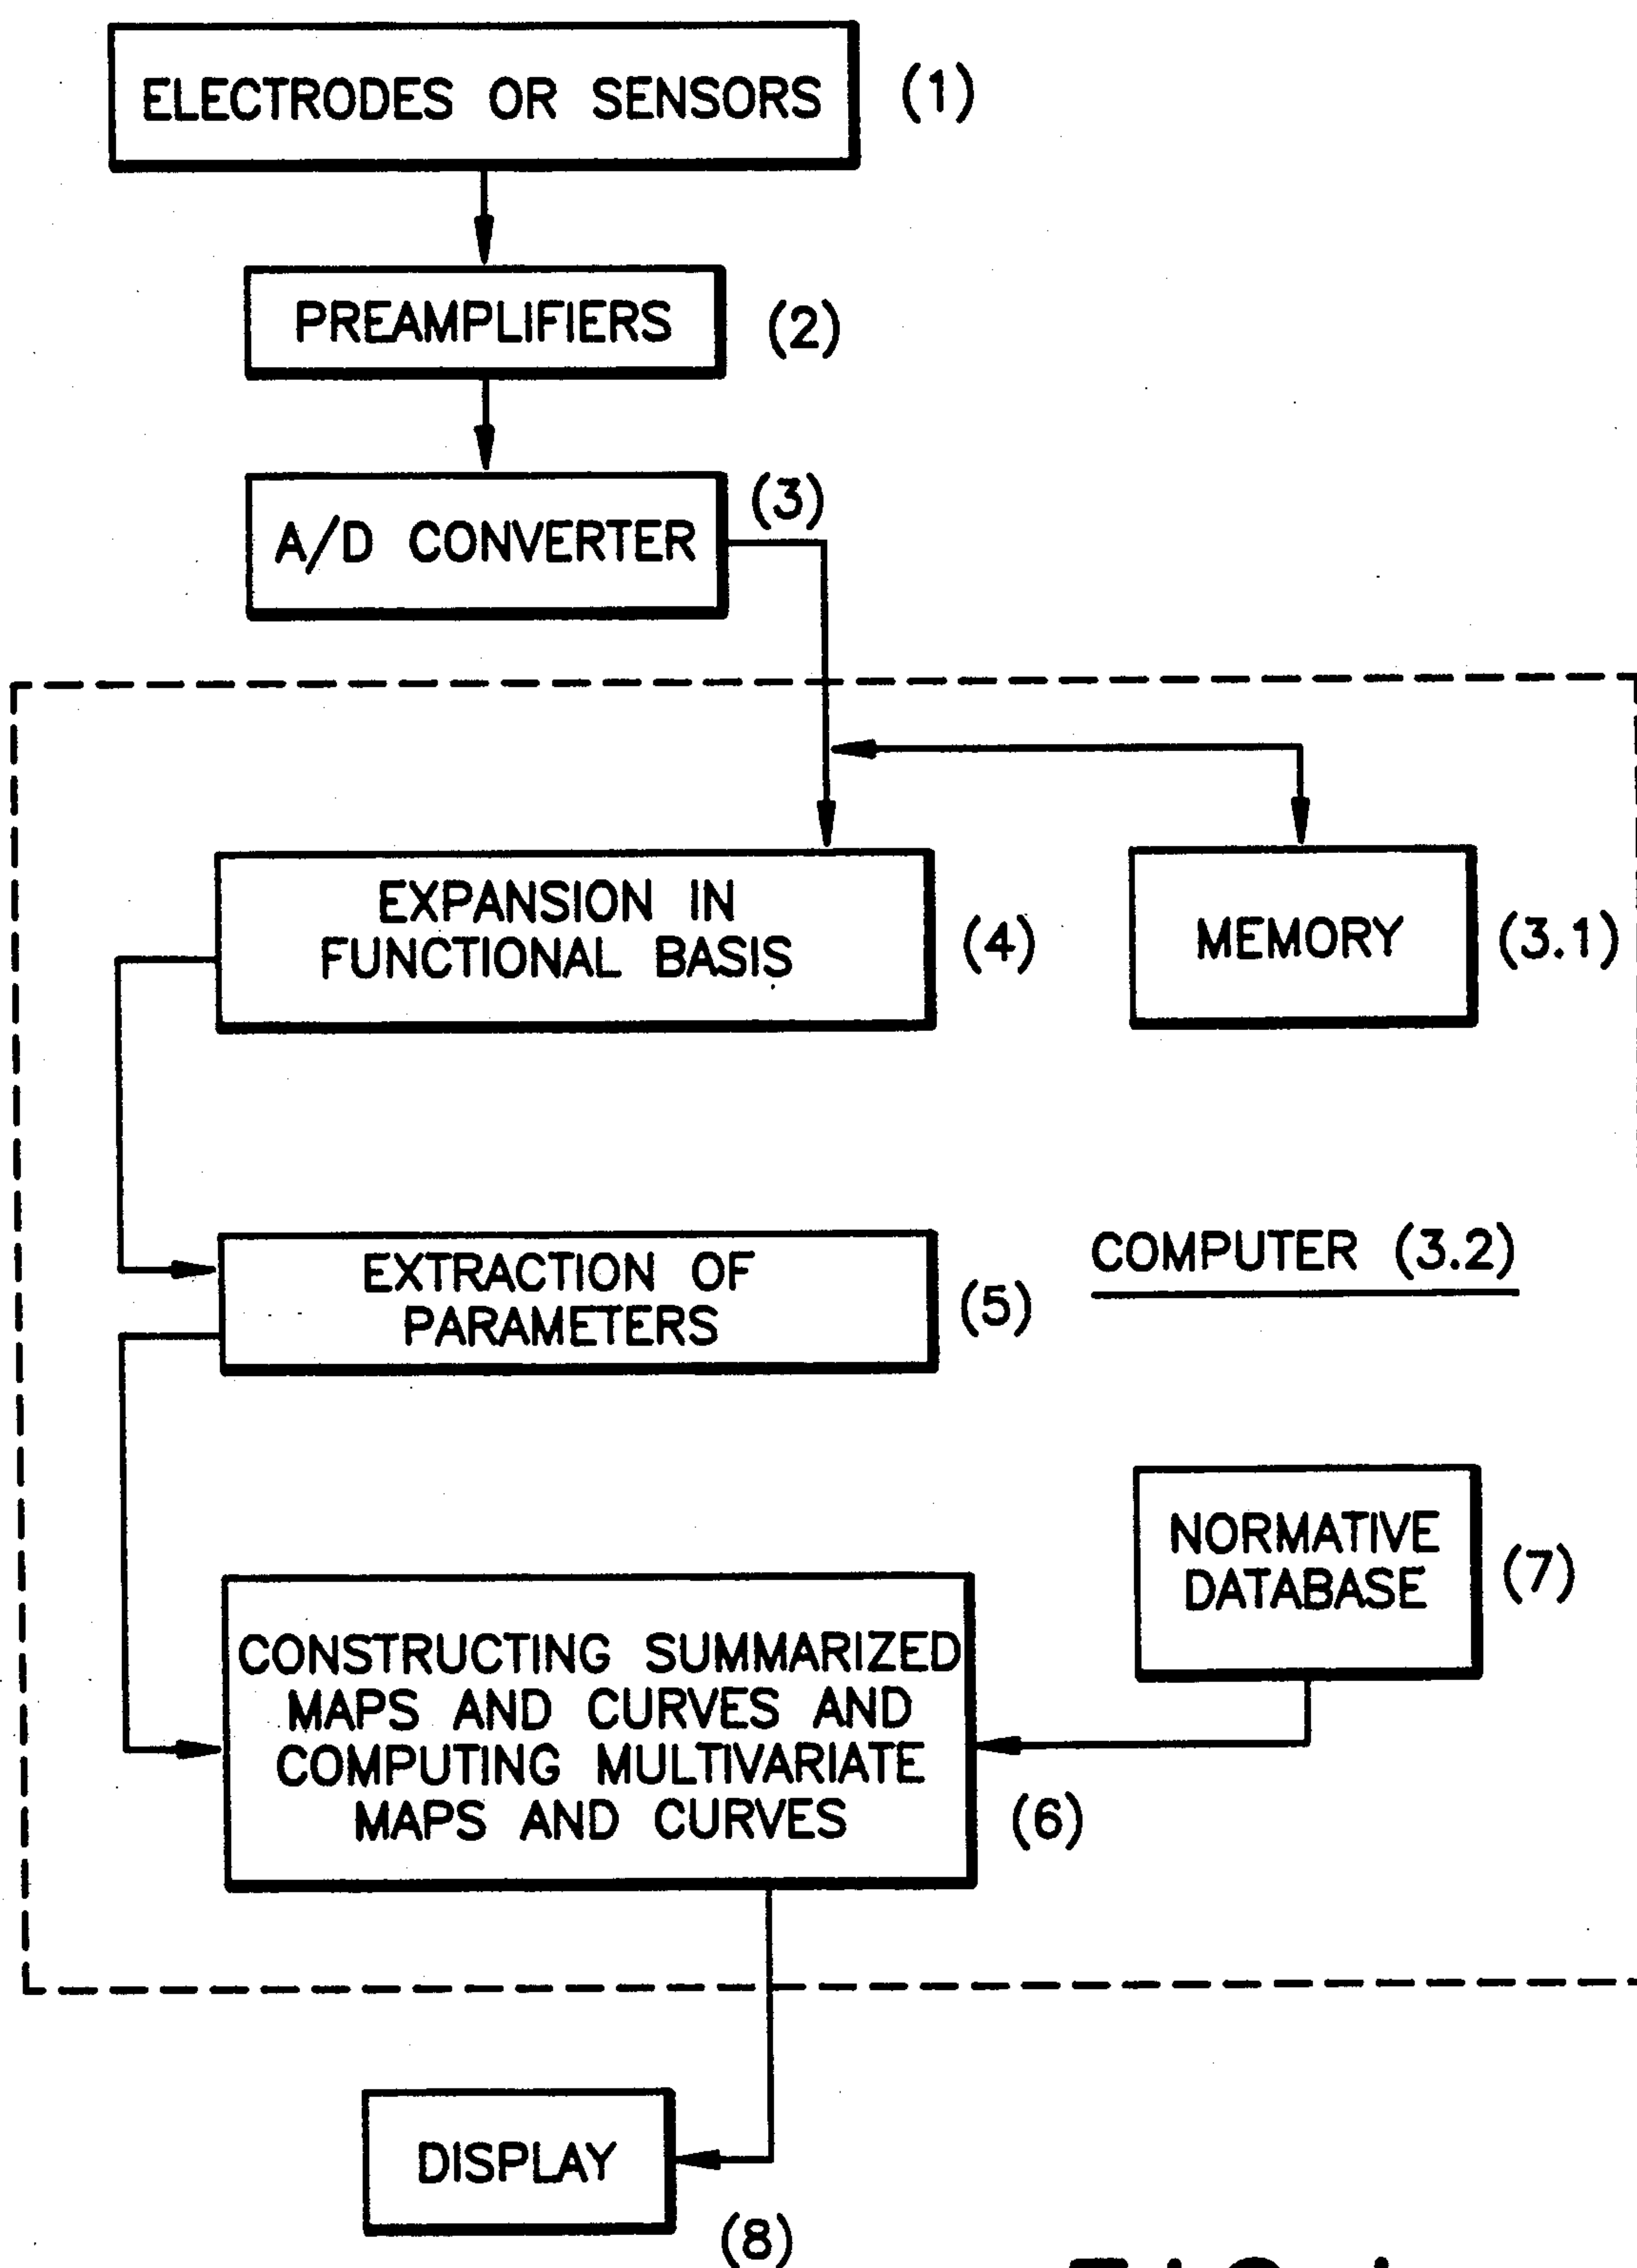 ELECTRODES OR SENSORS (1)
PREAMPLIFIERS (2)
A/D CONVERTER (3)
EXPANSION IN
FUNCTIONAL BASIS (4)
MEMORY (3.1)
EXTRACTION OF
PARAMETERS (5)
COMPUTER (3.2)
NORMATIVE
DATABASE (7)
CONSTRUCTING SUMMARIZED
MAPS AND CURVES AND
COMPUTING MULTIVARIATE
MAPS AND CURVES (6)
DISPLAY
(8)